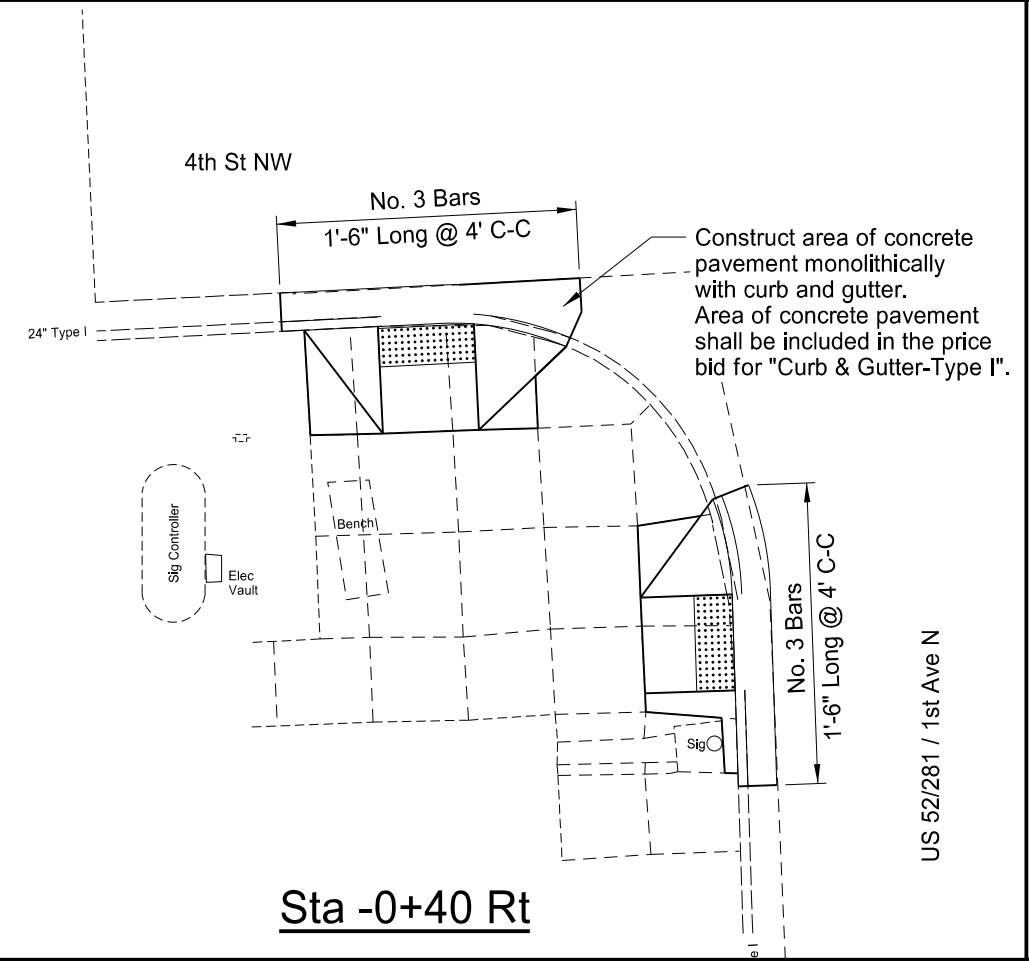 4th St NW
No. 3 Bars
1'-6" Long @ 4' C-C
Construct area of concrete
pavement monolithically
with curb and gutter.
Area of concrete pavement
shall be included in the price
bid for "Curb & Gutter-Type I".
24" Type I
Sig Controller
Elec
Vault
Bench
No. 3 Bars
1'-6" Long @ 4' C-C
Sig
US 52/281 / 1st Ave N
Sta -0+40 Rt
e I